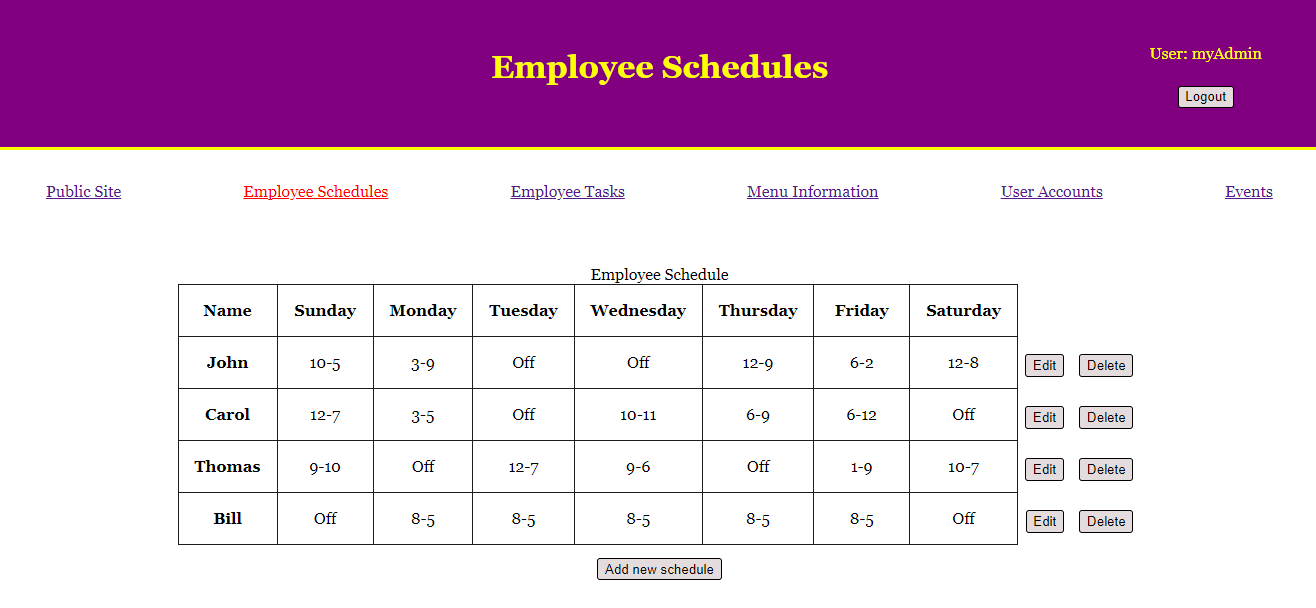 Employee Schedules
User: myAdmin
Logout
Public Site Employee Schedules Employee Tasks Menu Information User Accounts Events
Employee Schedule
Name Sunday Monday Tuesday Wednesday Thursday Friday Saturday
John 10-5 3-9 Off Off 12-9 6-2 12-8 Edit Delete
Carol 12-7 3-5 Off 10-11 6-9 6-12 Off Edit Delete
Thomas 9-10 Off 12-7 9-6 Off 1-9 10-7 Edit Delete
Bill Off 8-5 8-5 8-5 8-5 8-5 Off Edit Delete
Add new schedule